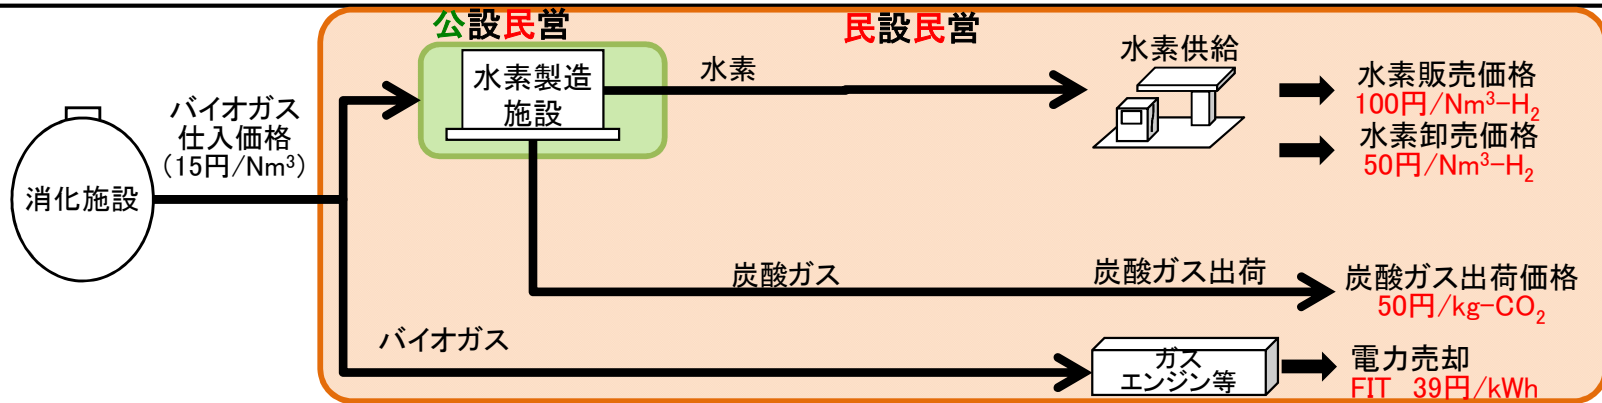 公設民営
民設民営
消化施設
バイオガス
仕入価格
(15円/Nm³)
水素製造
施設
水素
水素供給
水素販売価格
100円/Nm³-H₂
水素卸売価格
50円/Nm³-H₂
炭酸ガス
炭酸ガス出荷
炭酸ガス出荷価格
50円/kg-CO₂
バイオガス
ガス
エンジン等
電力売却
FIT 39円/kWh